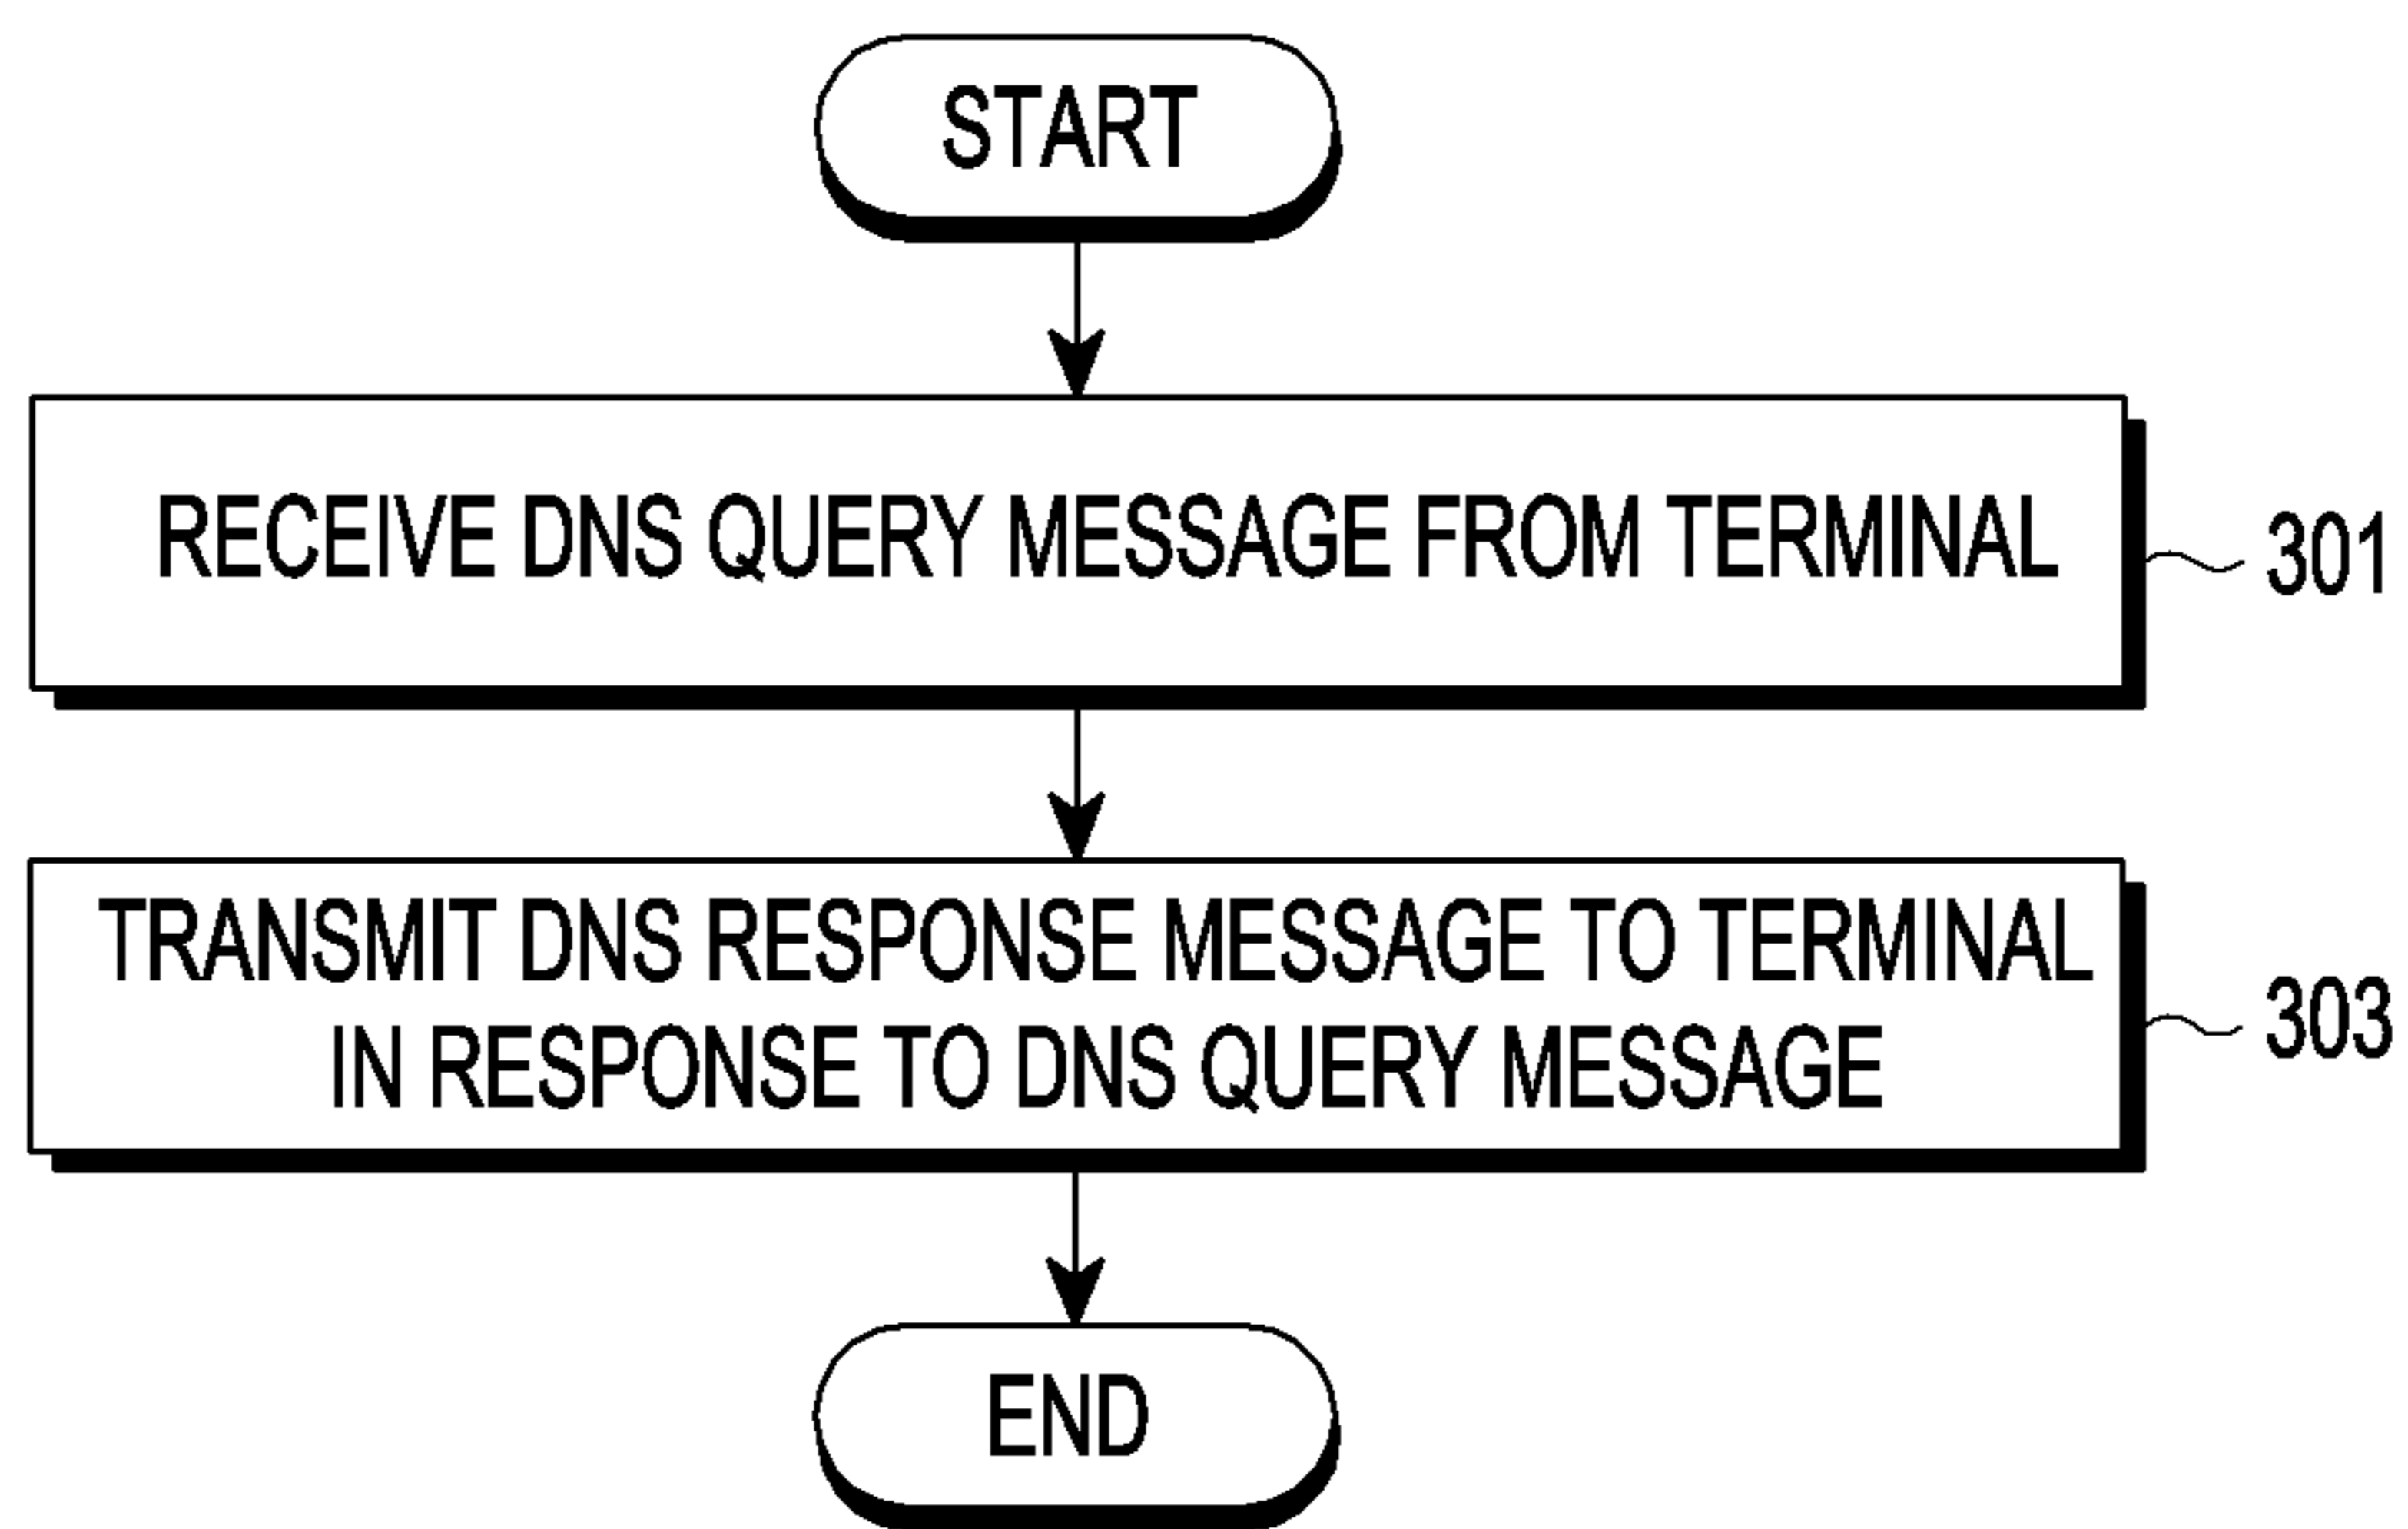 START
RECEIVE DNS QUERY MESSAGE FROM TERMINAL
301
TRANSMIT DNS RESPONSE MESSAGE TO TERMINAL
IN RESPONSE TO DNS QUERY MESSAGE
303
END